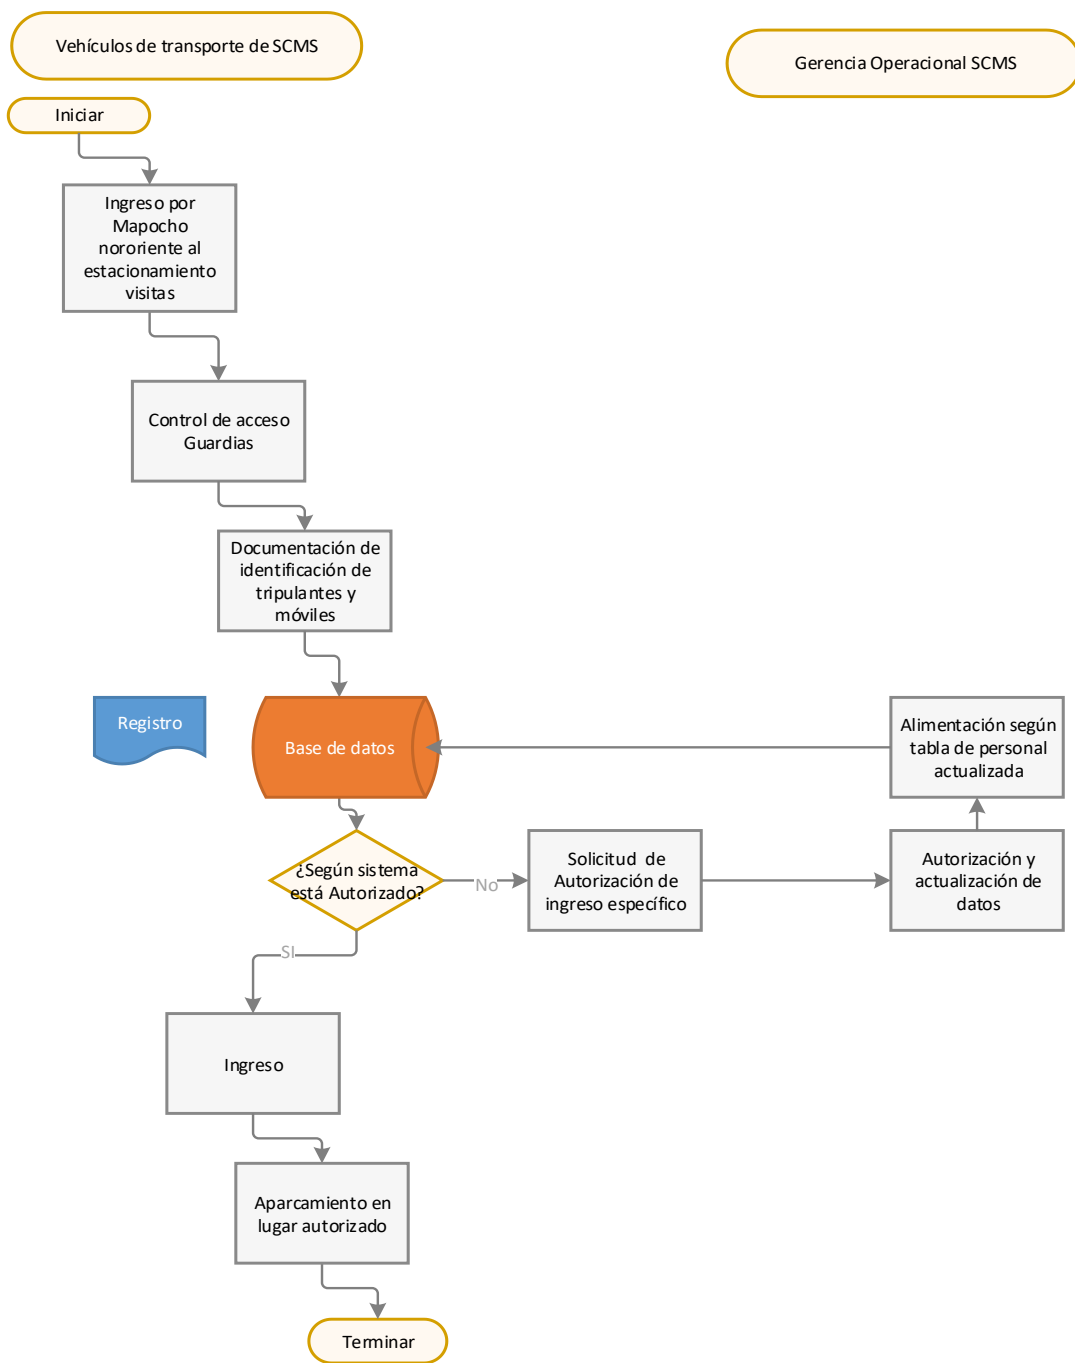 Vehículos de transporte de SCMS
Gerencia Operacional SCMS
Iniciar
Ingreso por
Mapocho
nororiente al
estacionamiento
visitas
Control de acceso
Guardias
Documentación de
identificación de
tripulantes y
móviles
Registro
Base de datos
Alimentación según
tabla de personal
actualizada
¿Según sistema
está Autorizado?
No
Solicitud de
Autorización de
ingreso específico
Autorización y
actualización de
datos
SI
Ingreso
Aparcamiento en
lugar autorizado
Terminar